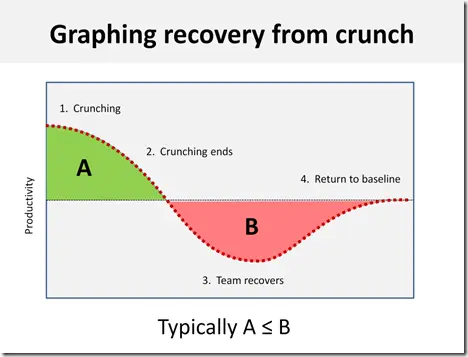 Graphing recovery from crunch
1. Crunching
2. Crunching ends
A
4. Return to baseline
Productivity
B
3. Team recovers
Typically A ≤ B